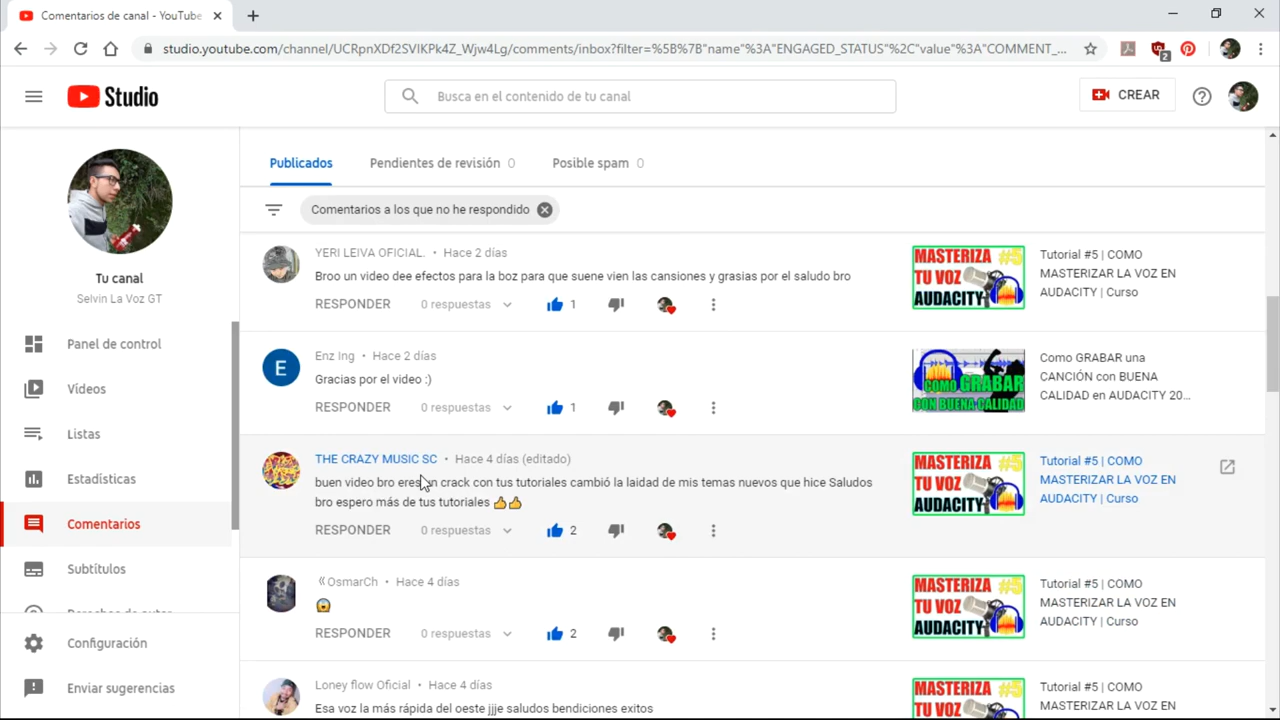 Comentarios de canal - YouTube
studio.youtube.com/channel/UCRpnXDf2SVIKPk4Z_Wjw4Lg/comments/inbox?filter=%5B%7B"name"%3A"ENGAGED_STATUS"%2C"value"%3A"COMMENT_...
2
Studio
Busca en el contenido de tu canal
CREAR
Publicados
Pendientes de revisión 0
Posible spam 0
Comentarios a los que no he respondido
Tu canal
Selvin La Voz GT
Panel de control
Vídeos
Listas
Estadísticas
Comentarios
Subtítulos
Derechos de autor
Configuración
Enviar sugerencias
YERI LEIVA OFICIAL. • Hace 2 días
Broo un video dee efectos para la boz para que suene vien las cansiones y grasias por el saludo bro
RESPONDER 0 respuestas 1
MASTERIZA #5
TU VOZ
AUDACITY
Tutorial #5 | COMO
MASTERIZAR LA VOZ EN
AUDACITY | Curso
E
Enz Ing • Hace 2 días
Gracias por el video :)
RESPONDER 0 respuestas 1
COMO GRABAR
CON BUENA CALIDAD
Como GRABAR una
CANCIÓN con BUENA
CALIDAD en AUDACITY 20...
THE CRAZY MUSIC SC • Hace 4 días (editado)
buen video bro eres un crack con tus tutoriales cambió la laidad de mis temas nuevos que hice Saludos
bro espero más de tus tutoriales 👍👍
RESPONDER 0 respuestas 2
MASTERIZA #5
TU VOZ
AUDACITY
Tutorial #5 | COMO
MASTERIZAR LA VOZ EN
AUDACITY | Curso
《OsmarCh • Hace 4 días
😱
RESPONDER 0 respuestas 2
MASTERIZA #5
TU VOZ
AUDACITY
Tutorial #5 | COMO
MASTERIZAR LA VOZ EN
AUDACITY | Curso
Loney flow Oficial • Hace 4 días
Esa voz la más rápida del oeste jjje saludos bendiciones exitos
MASTERIZA #5
TU VOZ
Tutorial #5 | COMO
MASTERIZAR LA VOZ EN